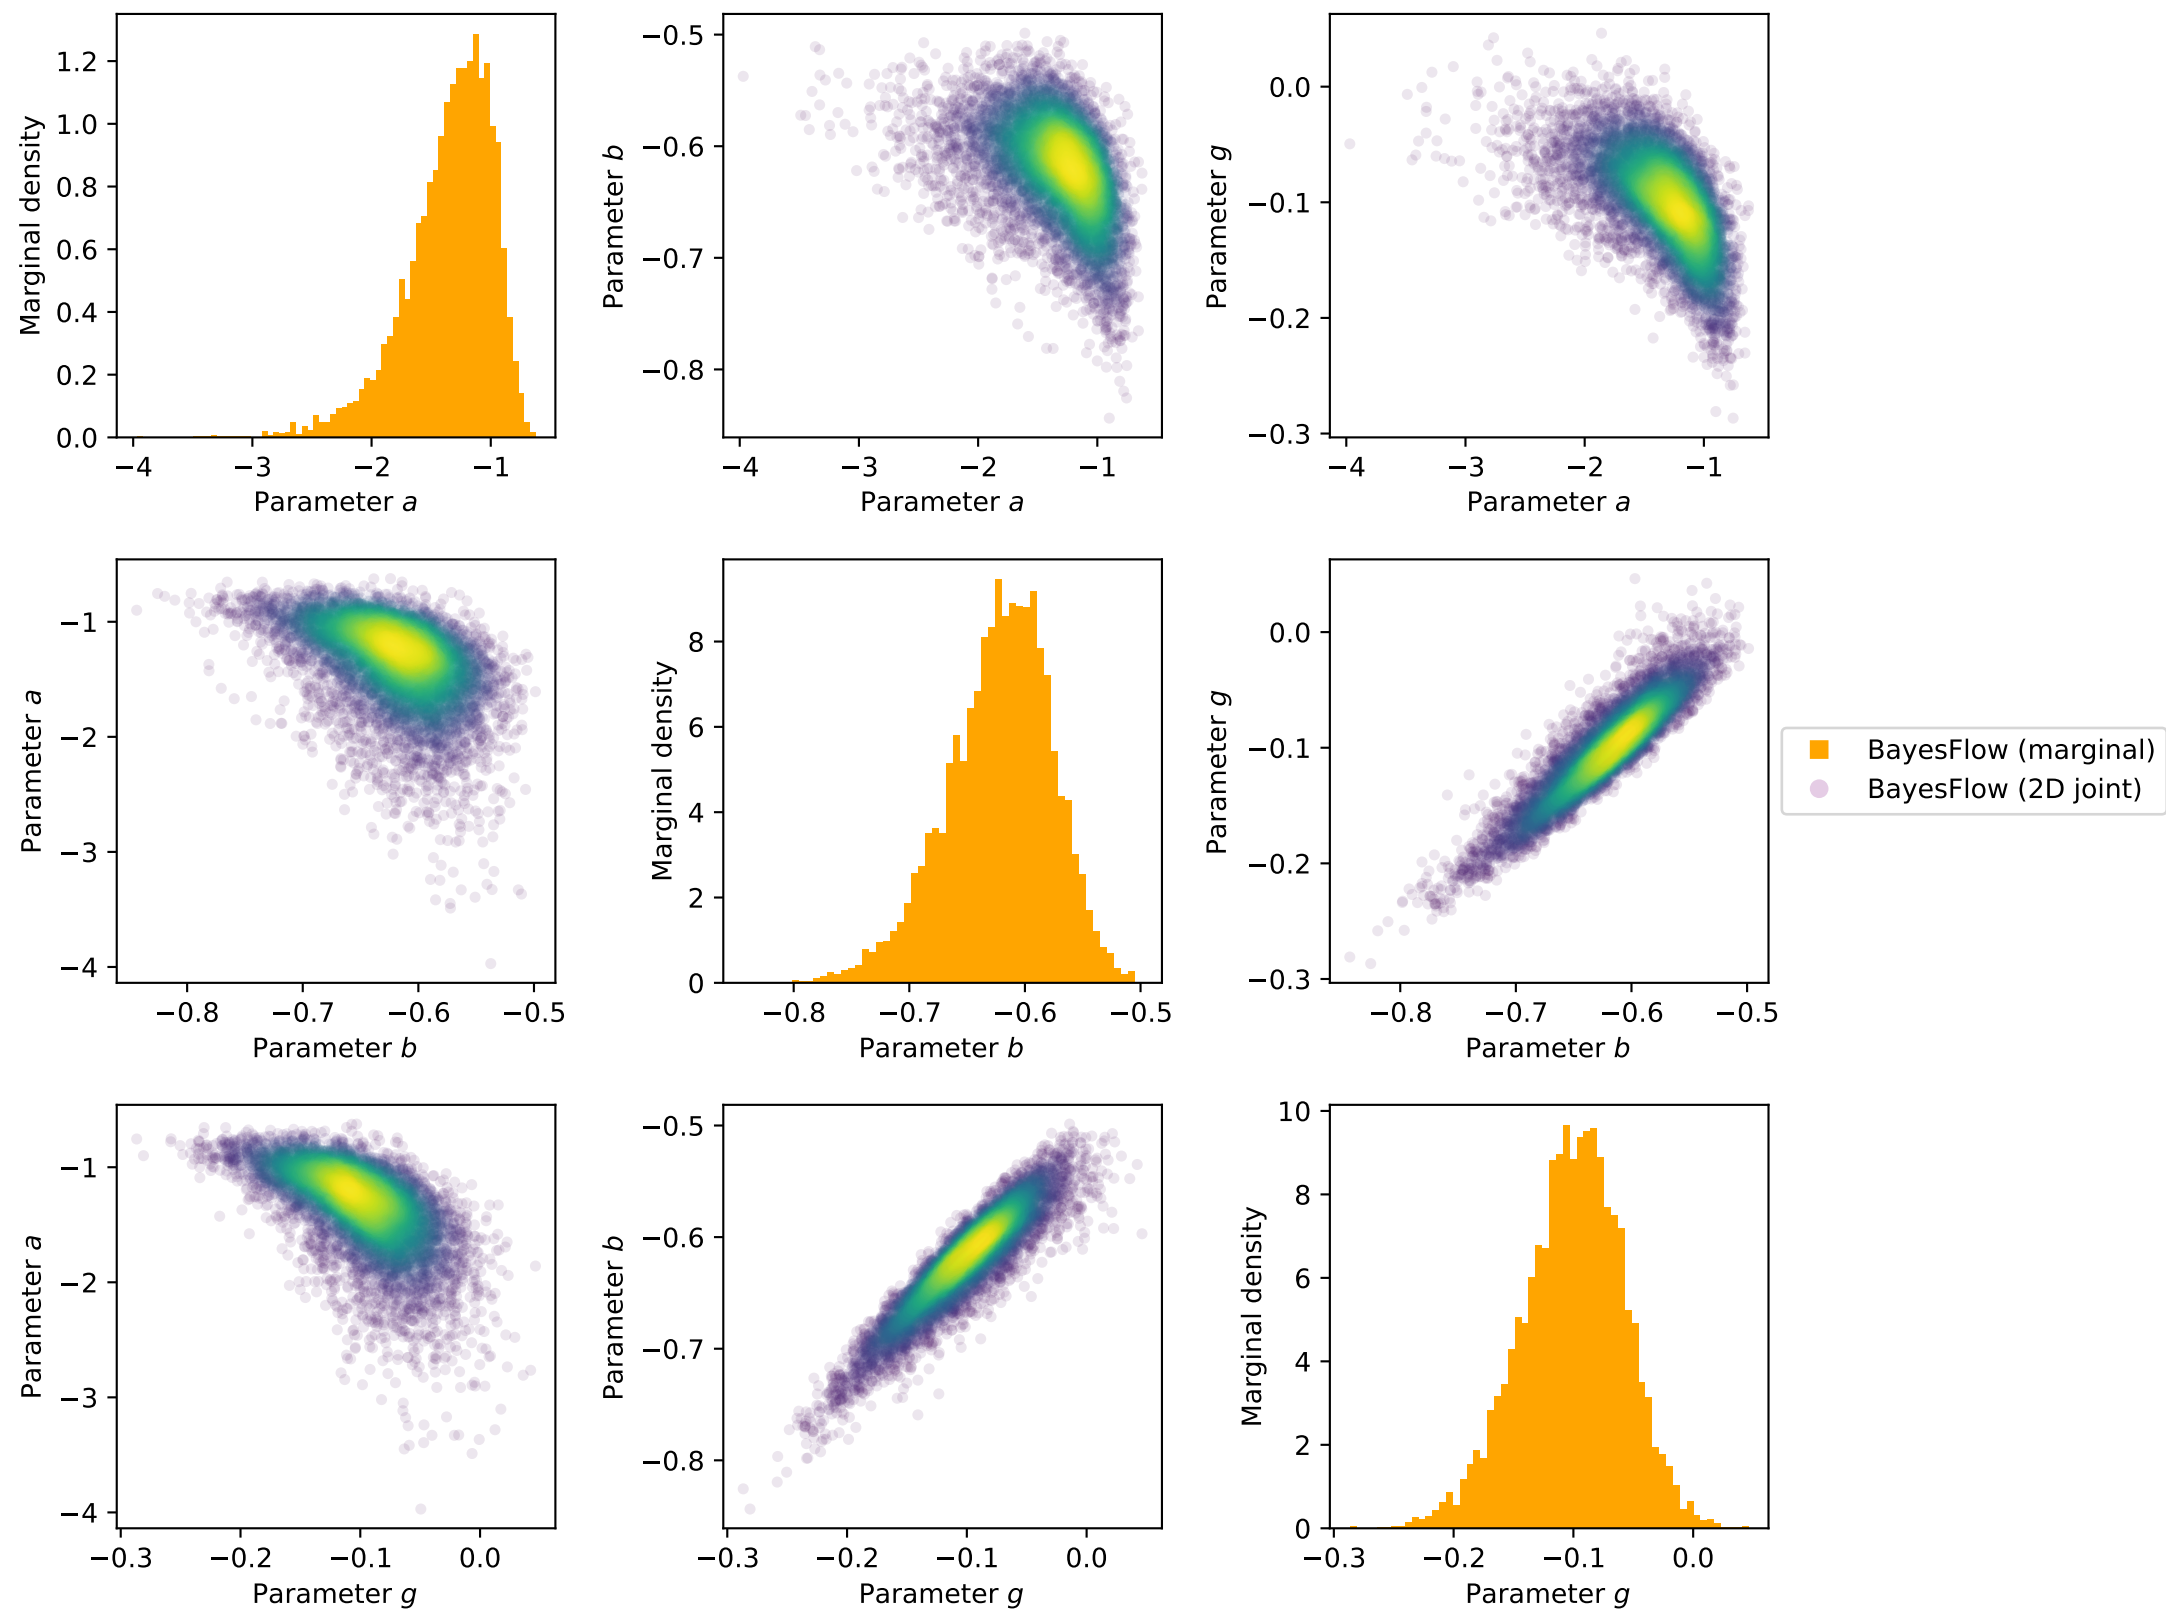 1.2
1.0
0.8
0.6
0.4
0.2
0.0
Marginal density
−4 −3 −2 −1
Parameter a
−0.5
−0.6
−0.7
−0.8
Parameter b
−4 −3 −2 −1
Parameter a
0.0
−0.1
−0.2
−0.3
Parameter g
−4 −3 −2 −1
Parameter a
−1
−2
−3
−4
Parameter a
−0.8 −0.7 −0.6 −0.5
Parameter b
8
6
4
2
0
Marginal density
−0.8 −0.7 −0.6 −0.5
Parameter b
0.0
−0.1
−0.2
−0.3
Parameter g
−0.8 −0.7 −0.6 −0.5
Parameter b
BayesFlow (marginal)
BayesFlow (2D joint)
−1
−2
−3
−4
Parameter a
−0.3 −0.2 −0.1 0.0
Parameter g
−0.5
−0.6
−0.7
−0.8
Parameter b
−0.3 −0.2 −0.1 0.0
Parameter g
10
8
6
4
2
0
Marginal density
−0.3 −0.2 −0.1 0.0
Parameter g